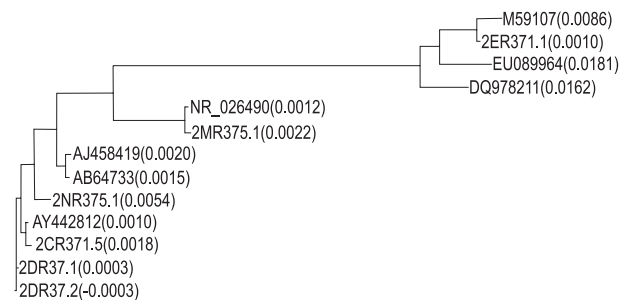 M59107(0.0086)
2ER371.1(0.0010)
EU089964(0.0181)
DQ978211(0.0162)
NR_026490(0.0012)
2MR375.1(0.0022)
AJ458419(0.0020)
AB64733(0.0015)
2NR375.1(0.0054)
AY442812(0.0010)
2CR371.5(0.0018)
2DR37.1(0.0003)
2DR37.2(-0.0003)